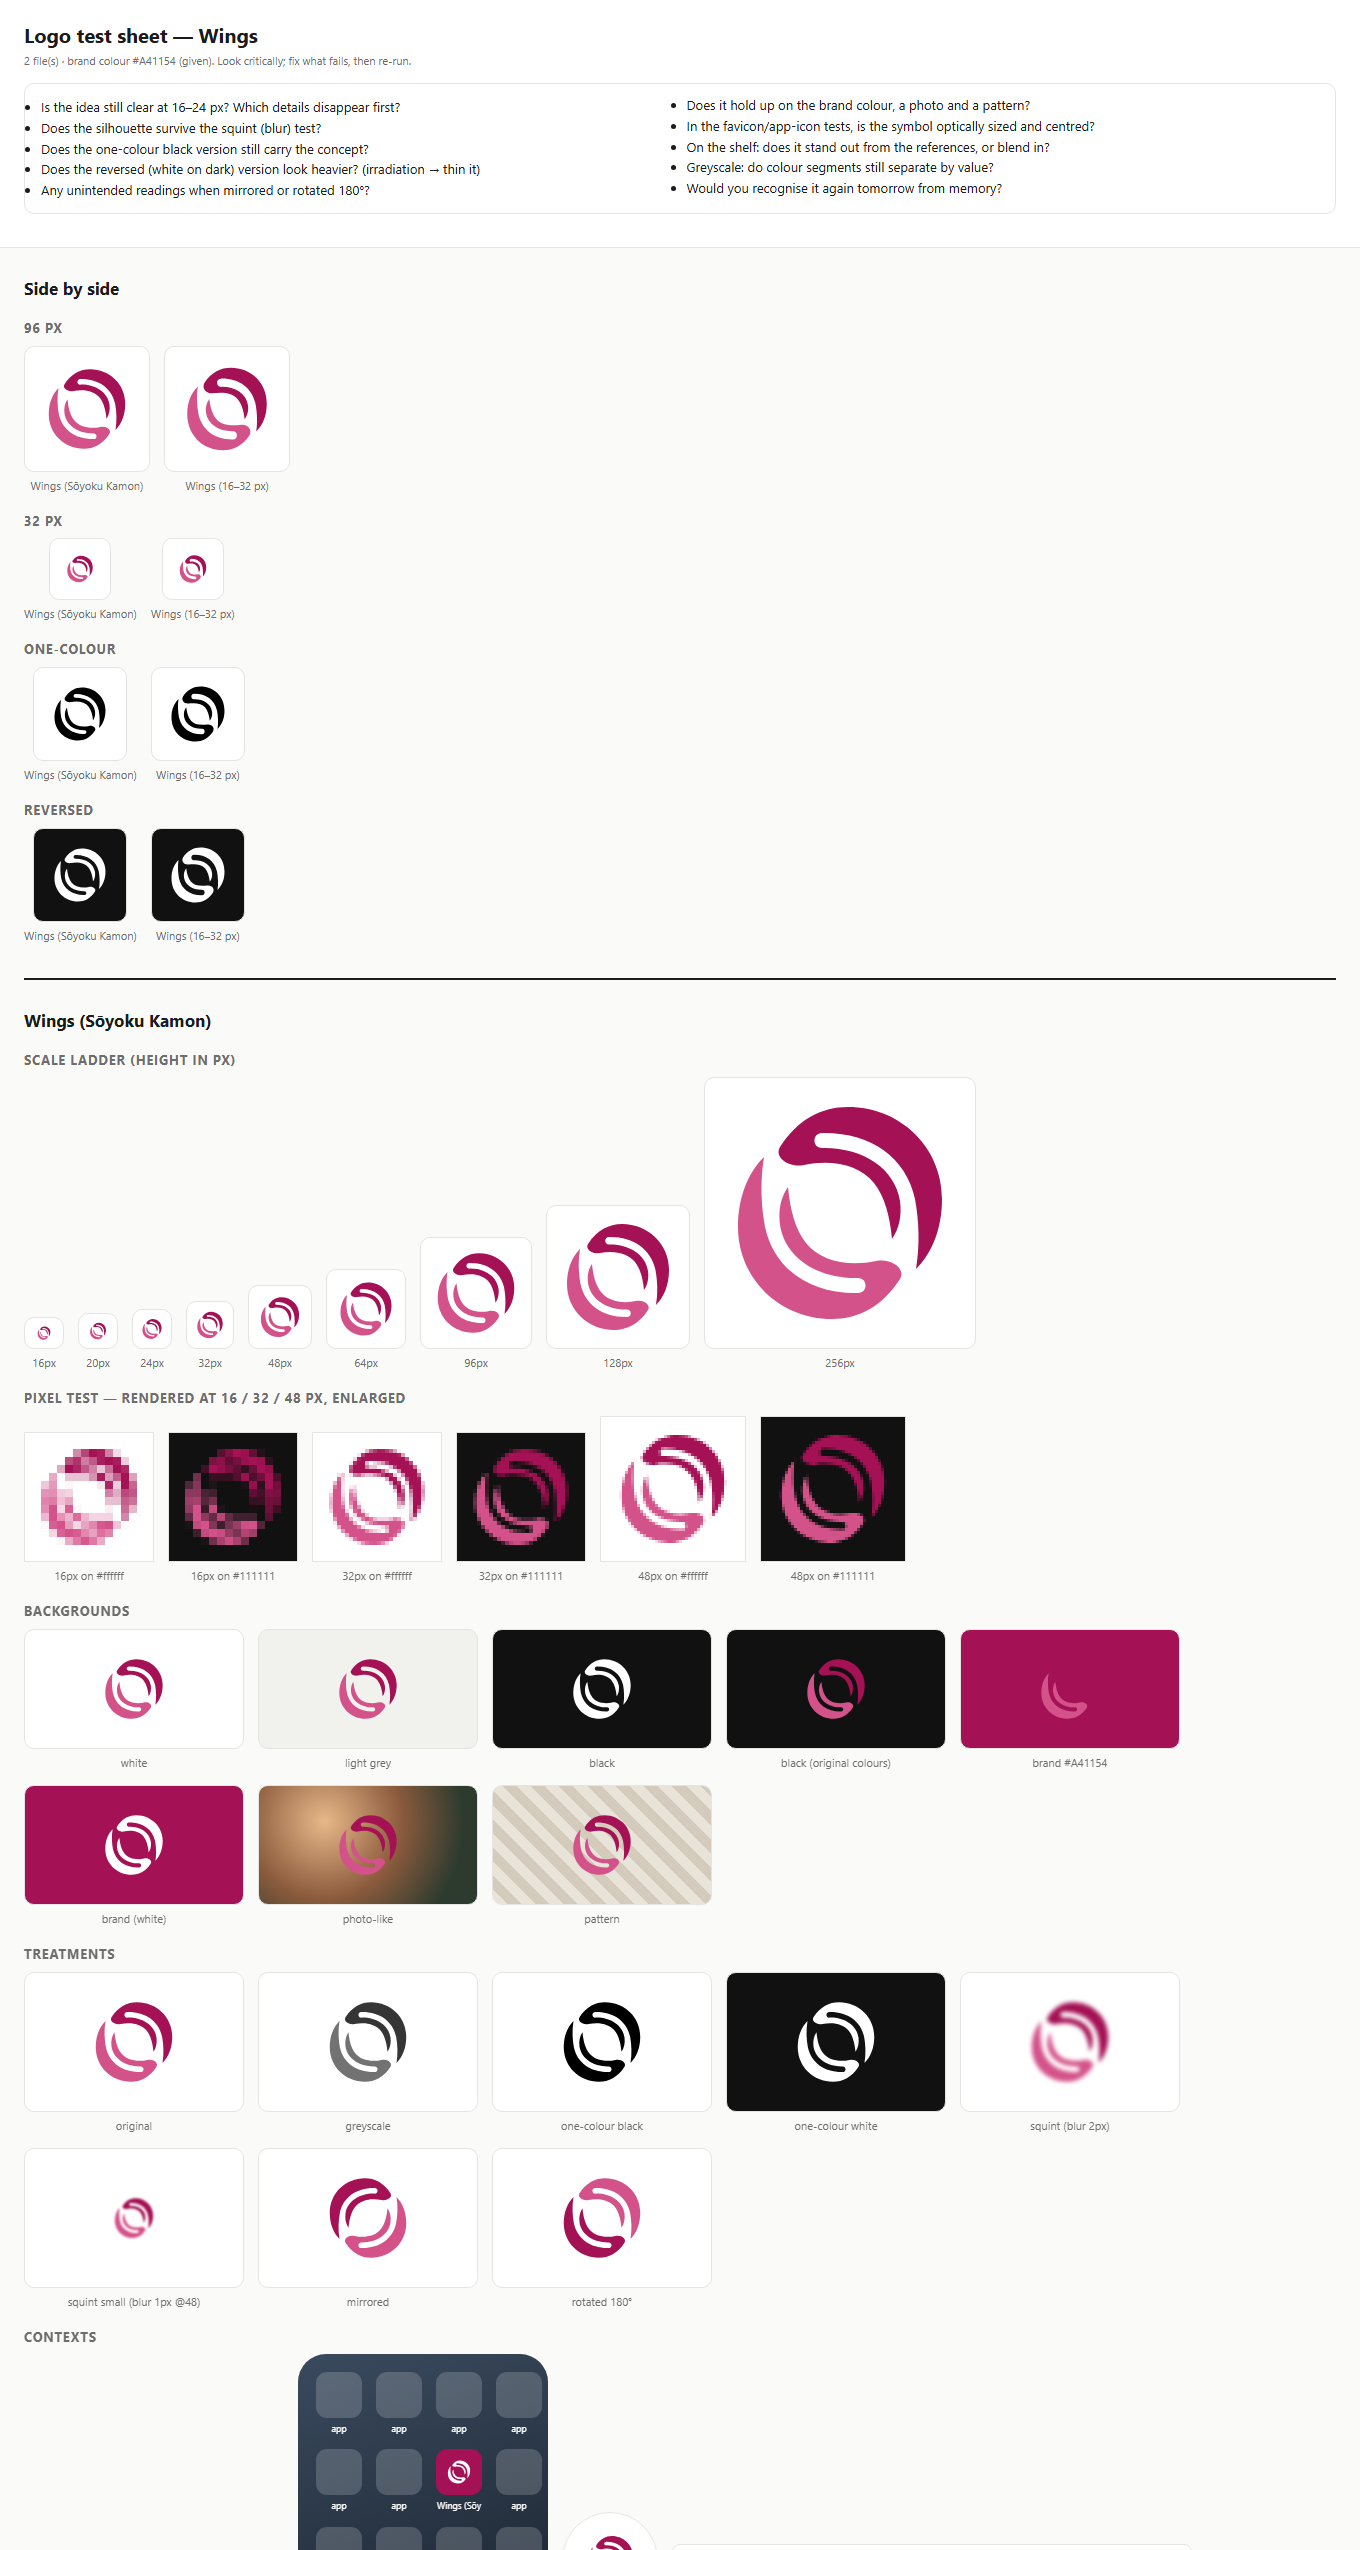 Logo test sheet — Wings
2 file(s) · brand colour #A41154 (given). Look critically; fix what fails, then re-run.
Is the idea still clear at 16–24 px? Which details disappear first?
Does the silhouette survive the squint (blur) test?
Does the one-colour black version still carry the concept?
Does the reversed (white on dark) version look heavier? (irradiation → thin it)
Any unintended readings when mirrored or rotated 180°?
Does it hold up on the brand colour, a photo and a pattern?
In the favicon/app-icon tests, is the symbol optically sized and centred?
On the shelf: does it stand out from the references, or blend in?
Greyscale: do colour segments still separate by value?
Would you recognise it again tomorrow from memory?
Side by side
96 PX
Wings (Sōyoku Kamon) Wings (16–32 px)
32 PX
Wings (Sōyoku Kamon) Wings (16–32 px)
ONE-COLOUR
Wings (Sōyoku Kamon) Wings (16–32 px)
REVERSED
Wings (Sōyoku Kamon) Wings (16–32 px)
Wings (Sōyoku Kamon)
SCALE LADDER (HEIGHT IN PX)
16px 20px 24px 32px 48px 64px 96px 128px 256px
PIXEL TEST — RENDERED AT 16 / 32 / 48 PX, ENLARGED
16px on #ffffff 16px on #111111 32px on #ffffff 32px on #111111 48px on #ffffff 48px on #111111
BACKGROUNDS
white light grey black black (original colours) brand #A41154
brand (white) photo-like pattern
TREATMENTS
original greyscale one-colour black one-colour white squint (blur 2px)
squint small (blur 1px @48) mirrored rotated 180°
CONTEXTS
app app app app
app app Wings (Sōy app